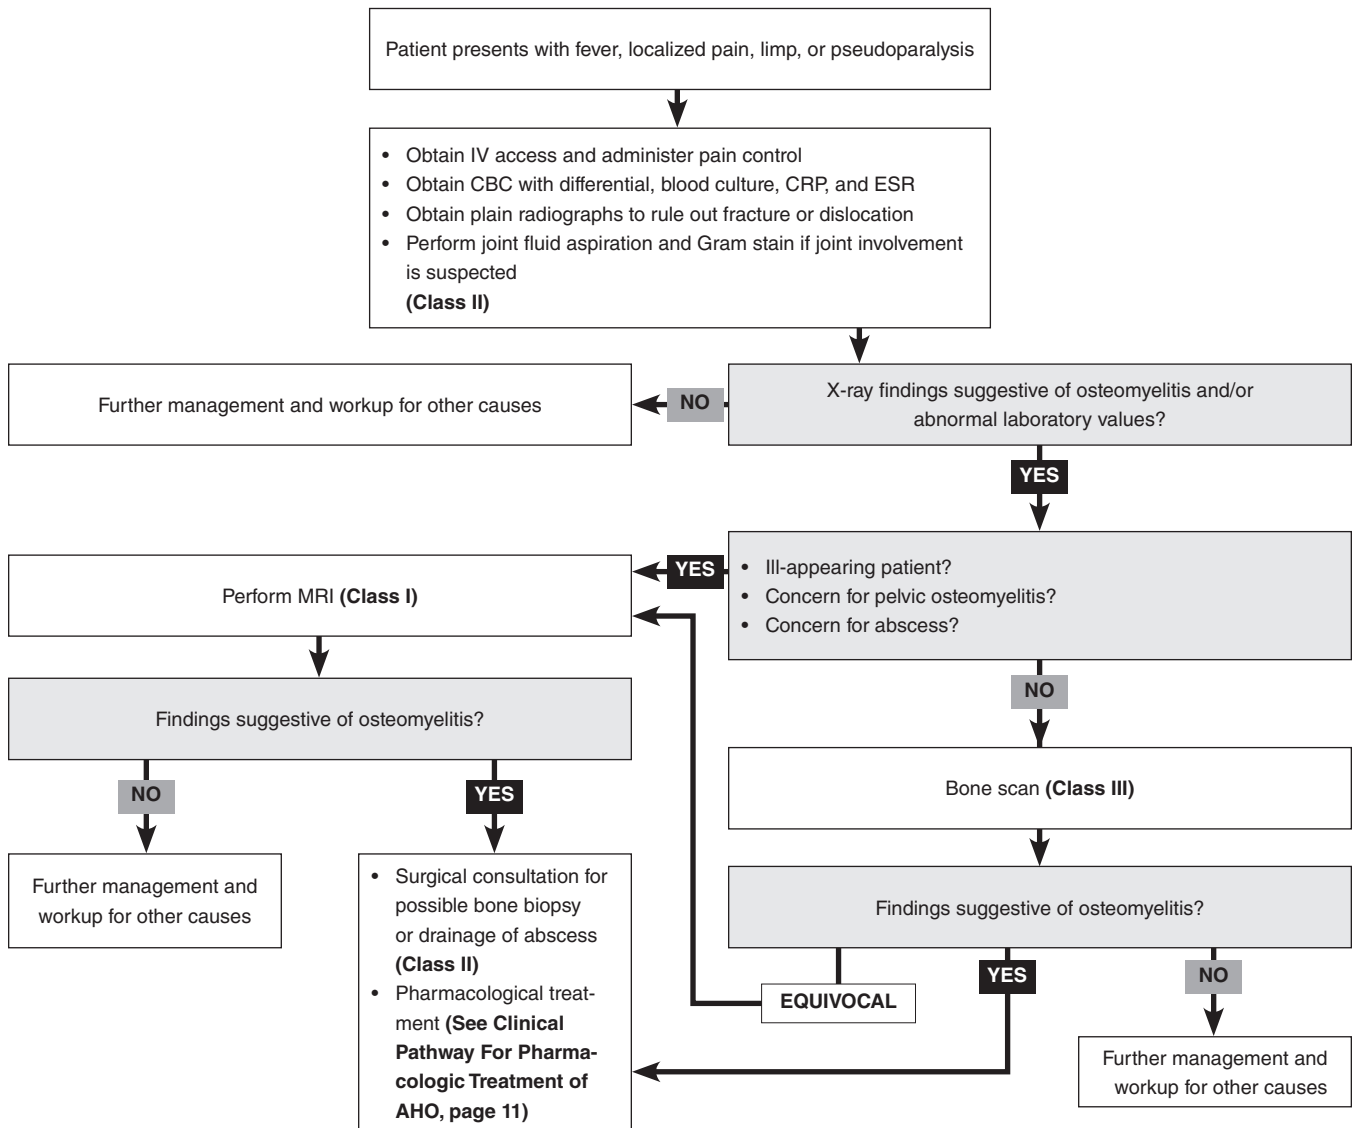 Patient presents with fever, localized pain, limp, or pseudoparalysis
• Obtain IV access and administer pain control
• Obtain CBC with differential, blood culture, CRP, and ESR
• Obtain plain radiographs to rule out fracture or dislocation
• Perform joint fluid aspiration and Gram stain if joint involvement
is suspected
(Class II)
X-ray findings suggestive of osteomyelitis and/or
abnormal laboratory values?
NO
Further management and workup for other causes
YES
• Ill-appearing patient?
• Concern for pelvic osteomyelitis?
• Concern for abscess?
YES
Perform MRI (Class I)
Findings suggestive of osteomyelitis?
NO
Further management and
workup for other causes
YES
• Surgical consultation for
possible bone biopsy
or drainage of abscess
(Class II)
• Pharmacological treat-
ment (See Clinical
Pathway For Pharma-
cologic Treatment of
AHO, page 11)
NO
Bone scan (Class III)
Findings suggestive of osteomyelitis?
EQUIVOCAL
YES
NO
Further management and
workup for other causes